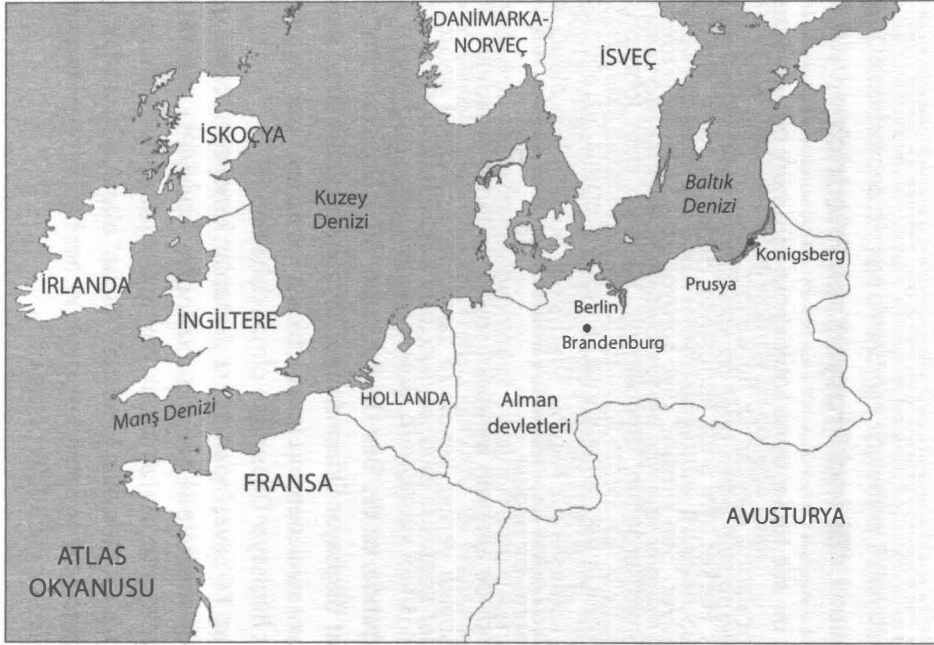 DANİMARKA-
NORVEÇ
İSVEÇ
İSKOÇYA
Kuzey
Denizi
Baltık
Denizi
Konigsberg
İRLANDA
Prusya
İNGİLTERE
Berlin
Brandenburg
HOLLANDA
Alman
devletleri
Manş Denizi
FRANSA
AVUSTURYA
ATLAS
OKYANUSU